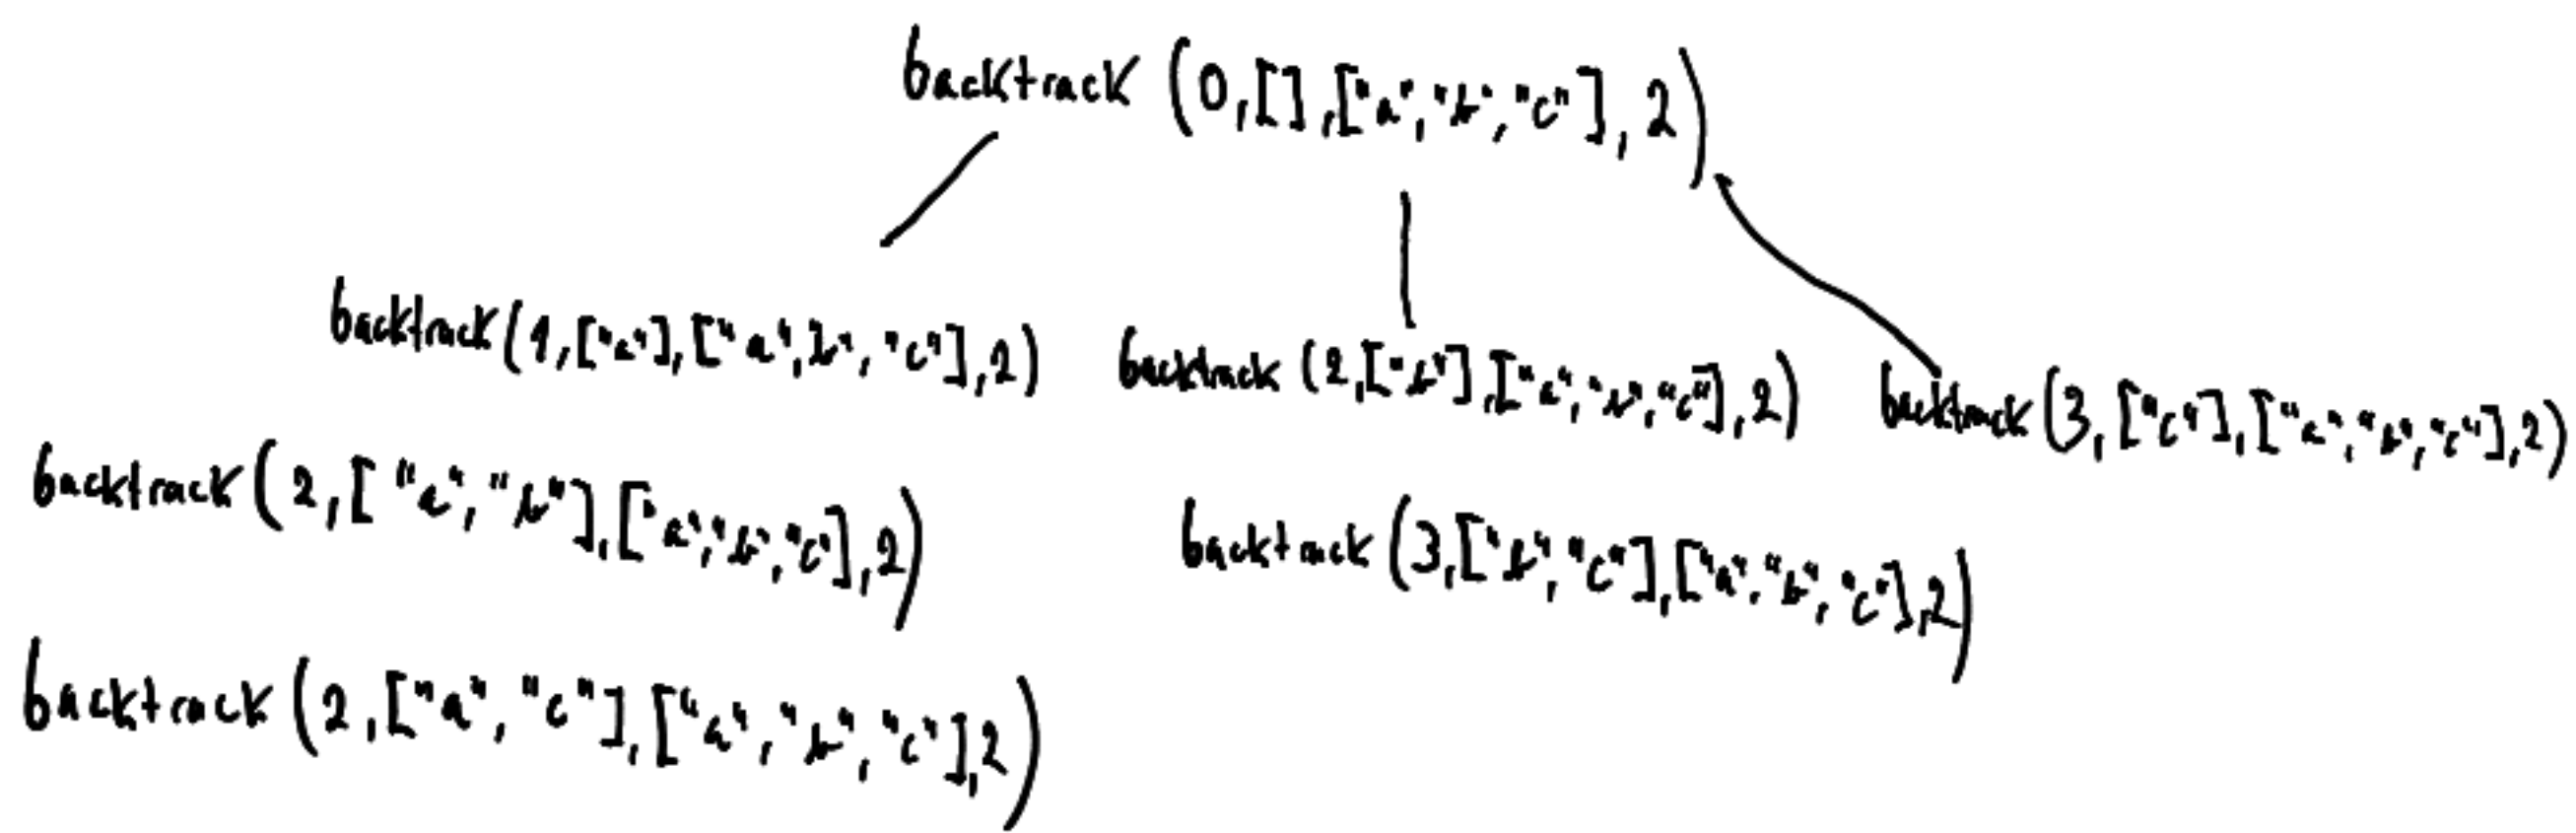 backtrack (0,[],["a","b","c"],2)
backtrack(1,["a"],["a",b","c"],2)
backtrack (2,["b"],["a","b","c"],2)
backtrack(3,["c"],["a","b","c"],2)
backtrack(2,["a","b"],["a","b","c"],2)
backtrack(3,["b","c"],["a","b","c"],2)
backtrack(2,["a","c"],["a","b","c"],2)